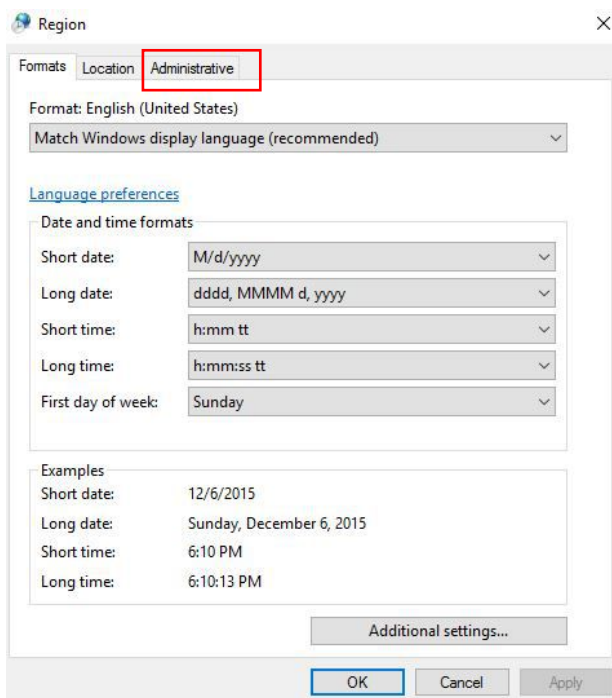 Region
Formats Location Administrative
Format: English (United States)
Match Windows display language (recommended)
Language preferences
Date and time formats
Short date: M/d/yyyy
Long date: dddd, MMMM d, yyyy
Short time: h:mm tt
Long time: h:mm:ss tt
First day of week: Sunday
Examples
Short date: 12/6/2015
Long date: Sunday, December 6, 2015
Short time: 6:10 PM
Long time: 6:10:13 PM
Additional settings...
OK Cancel Apply